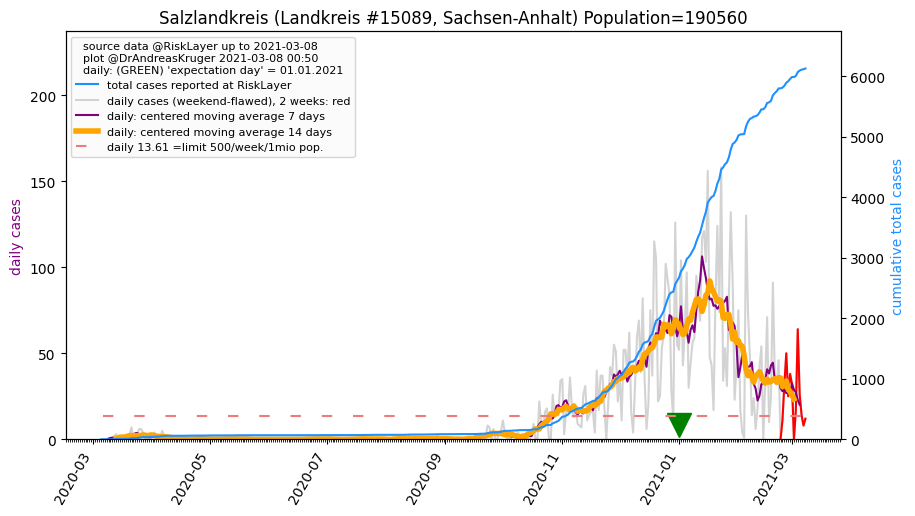 Salzlandkreis (Landkreis #15089, Sachsen-Anhalt) Population=190560
source data @RiskLayer up to 2021-03-08
plot @DrAndreasKruger 2021-03-08 00:50
daily: (GREEN) 'expectation day' = 01.01.2021
total cases reported at RiskLayer
daily cases (weekend-flawed), 2 weeks: red
daily: centered moving average 7 days
daily: centered moving average 14 days
daily 13.61 =limit 500/week/1mio pop.
daily cases
200
150
100
50
0
cumulative total cases
6000
5000
4000
3000
2000
1000
0
2020-03
2020-05
2020-07
2020-09
2020-11
2021-01
2021-03